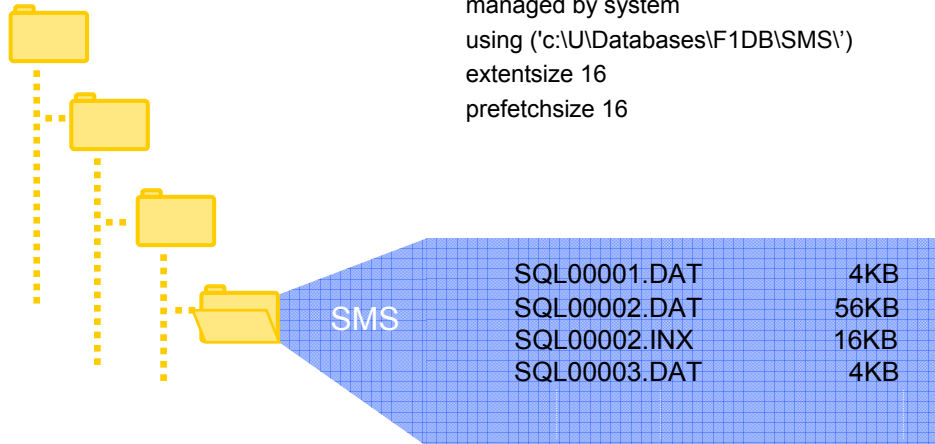 managed by system
using ('c:\U\Databases\F1DB\SMS\’)
extentsize 16
prefetchsize 16
SMS
SQL00001.DAT 4KB
SQL00002.DAT 56KB
SQL00002.INX 16KB
SQL00003.DAT 4KB